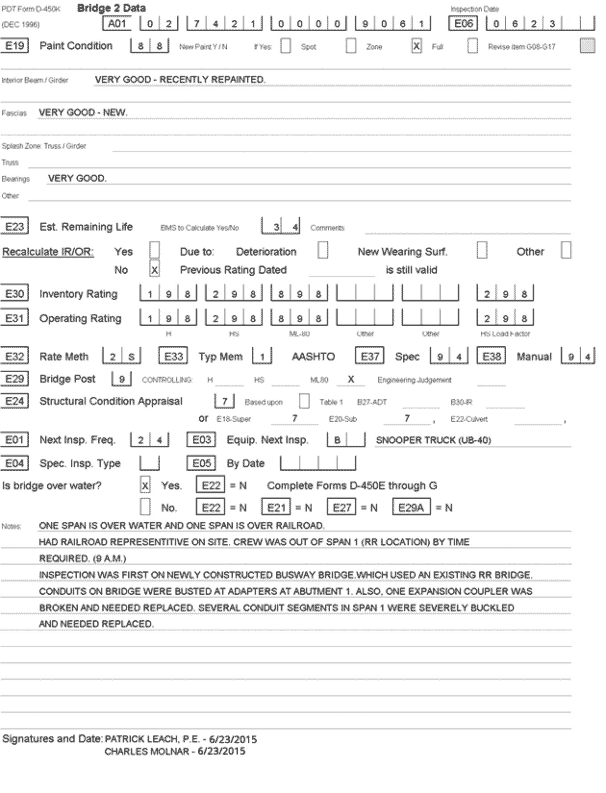 PDT Form D-450K Bridge 2 Data Inspection Date
(DEC 1996) A01 0 2 7 4 2 1 0 0 0 0 9 0 6 1 E06 0 6 2 3
E19 Paint Condition 8 8 New Paint Y / N If Yes: Spot Zone X Full Revise item G08-G17
Interior Beam / Girder VERY GOOD - RECENTLY REPAINTED.
Fascias VERY GOOD - NEW.
Splash Zone: Truss / Girder
Truss
Bearings VERY GOOD.
Other
E23 Est. Remaining Life BMS to Calculate Yes/No 3 4 Comments
Recalculate IR/OR: Yes Due to: Deterioration New Wearing Surf. Other
No X Previous Rating Dated is still valid
E30 Inventory Rating 1 9 8 2 9 8 8 9 8 2 9 8
E31 Operating Rating 1 9 8 2 9 8 8 9 8 2 9 8
H HS ML-80 Other Other HS Load Factor
E32 Rate Meth 2 S E33 Typ Mem 1 AASHTO E37 Spec 9 4 E38 Manual 9 4
E29 Bridge Post 9 CONTROLLING: H HS ML80 X Engineering Judgement
E24 Structural Condition Appraisal 7 Based upon Table 1 B27-ADT B30-IR
or E18-Super 7 E20-Sub 7 , E22-Culvert ,
E01 Next Insp. Freq. 2 4 E03 Equip. Next Insp. B SNOOPER TRUCK (UB-40)
E04 Spec. Insp. Type E05 By Date
Is bridge over water? X Yes. E22 = N Complete Forms D-450E through G
No. E22 = N E21 = N E27 = N E29A = N
Notes: ONE SPAN IS OVER WATER AND ONE SPAN IS OVER RAILROAD.
HAD RAILROAD REPRESENTATIVE ON SITE. CREW WAS OUT OF SPAN 1 (RR LOCATION) BY TIME
REQUIRED. (9 A.M.)
INSPECTION WAS FIRST ON NEWLY CONSTRUCTED BUSWAY BRIDGE.WHICH USED AN EXISTING RR BRIDGE.
CONDUITS ON BRIDGE WERE BUSTED AT ADAPTERS AT ABUTMENT 1. ALSO, ONE EXPANSION COUPLER WAS
BROKEN AND NEEDED REPLACED. SEVERAL CONDUIT SEGMENTS IN SPAN 1 WERE SEVERELY BUCKLED
AND NEEDED REPLACED.
Signatures and Date: PATRICK LEACH, P.E. - 6/23/2015
CHARLES MOLNAR - 6/23/2015